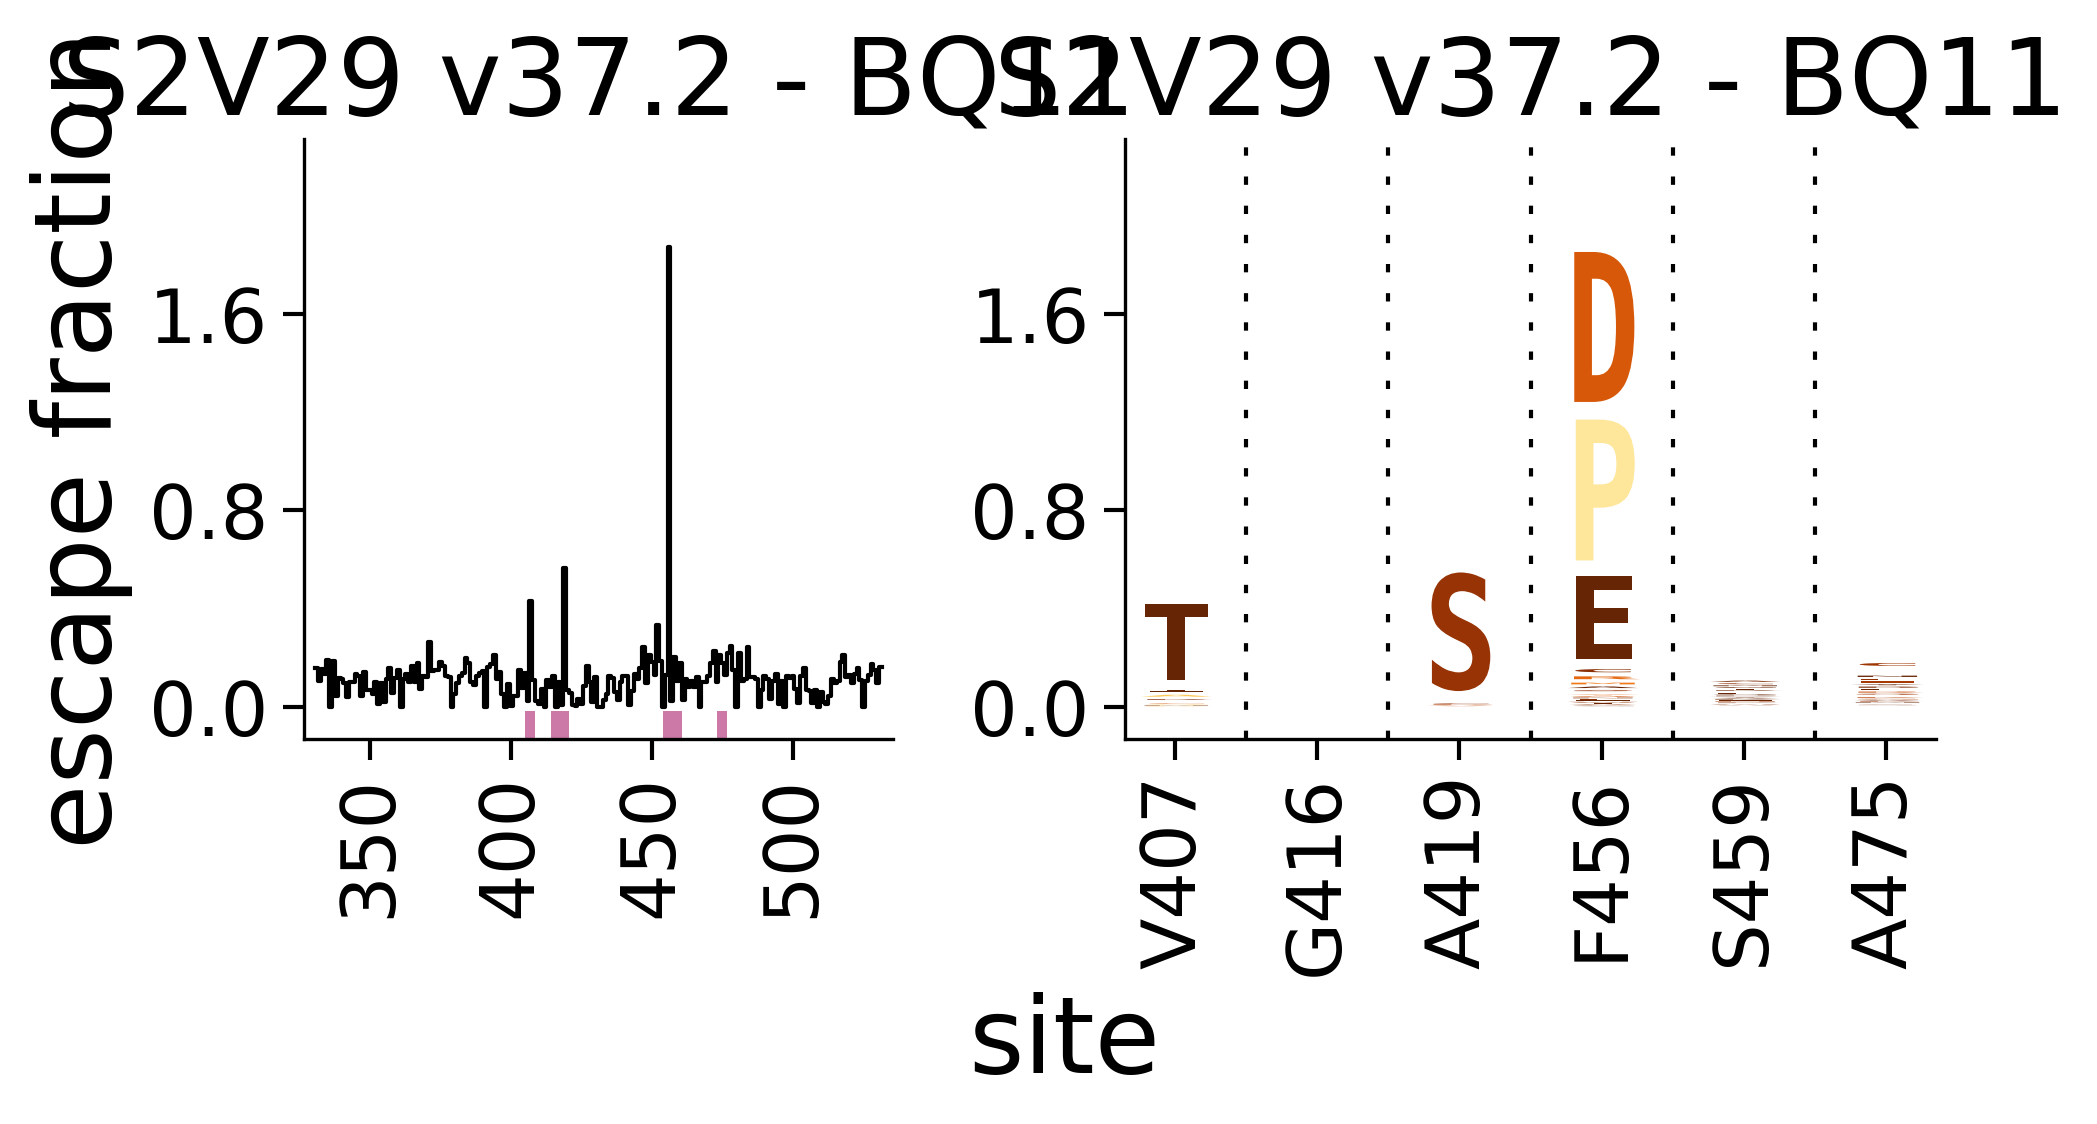 S2V29 v37.2 - BQ11
S2V29 v37.2 - BQ11
escape fraction
1.6
0.8
0.0
350
400
450
500
1.6
0.8
0.0
T
S
D
P
E
V407
G416
A419
F456
S459
A475
site